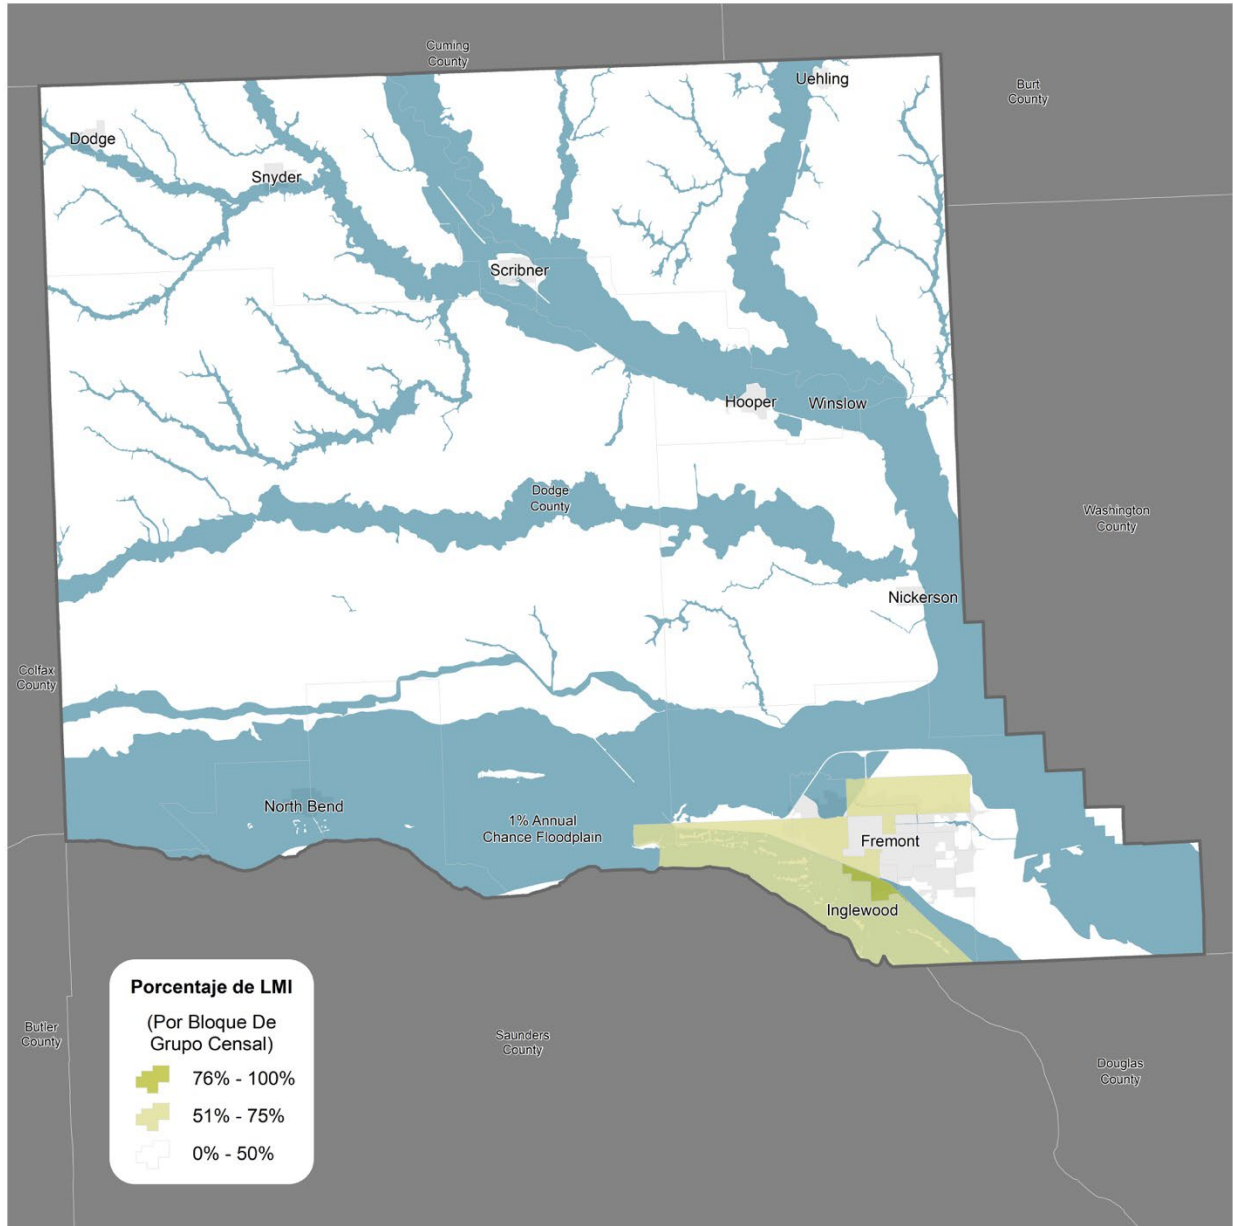 Cuming
County
Uehling
Burt
County
Dodge
Snyder
Scribner
Hooper
Winslow
Dodge
County
Washington
County
Nickerson
Colfax
County
North Bend
1% Annual
Chance Floodplain
Fremont
Inglewood
Porcentaje de LMI
(Por Bloque De
Grupo Censal)
76% - 100%
51% - 75%
0% - 50%
Butler
County
Saunders
County
Douglas
County